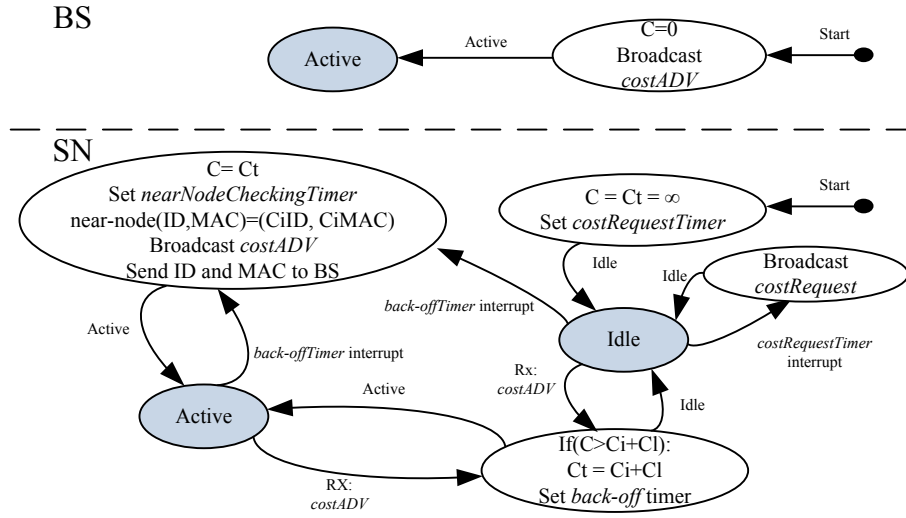 BS
C=0
Broadcast
costADV
Active
Start
Active
SN
C= Ct
Set nearNodeCheckingTimer
near-node(ID,MAC)=(CiID, CiMAC)
Broadcast costADV
Send ID and MAC to BS
C = Ct = ∞
Set costRequestTimer
Start
Idle
Idle
Broadcast
costRequest
back-offTimer interrupt
Idle
costRequestTimer
interrupt
Active
back-offTimer interrupt
Rx:
costADV
Idle
Active
Active
If(C>Ci+Cl):
Ct = Ci+Cl
Set back-off timer
RX:
costADV